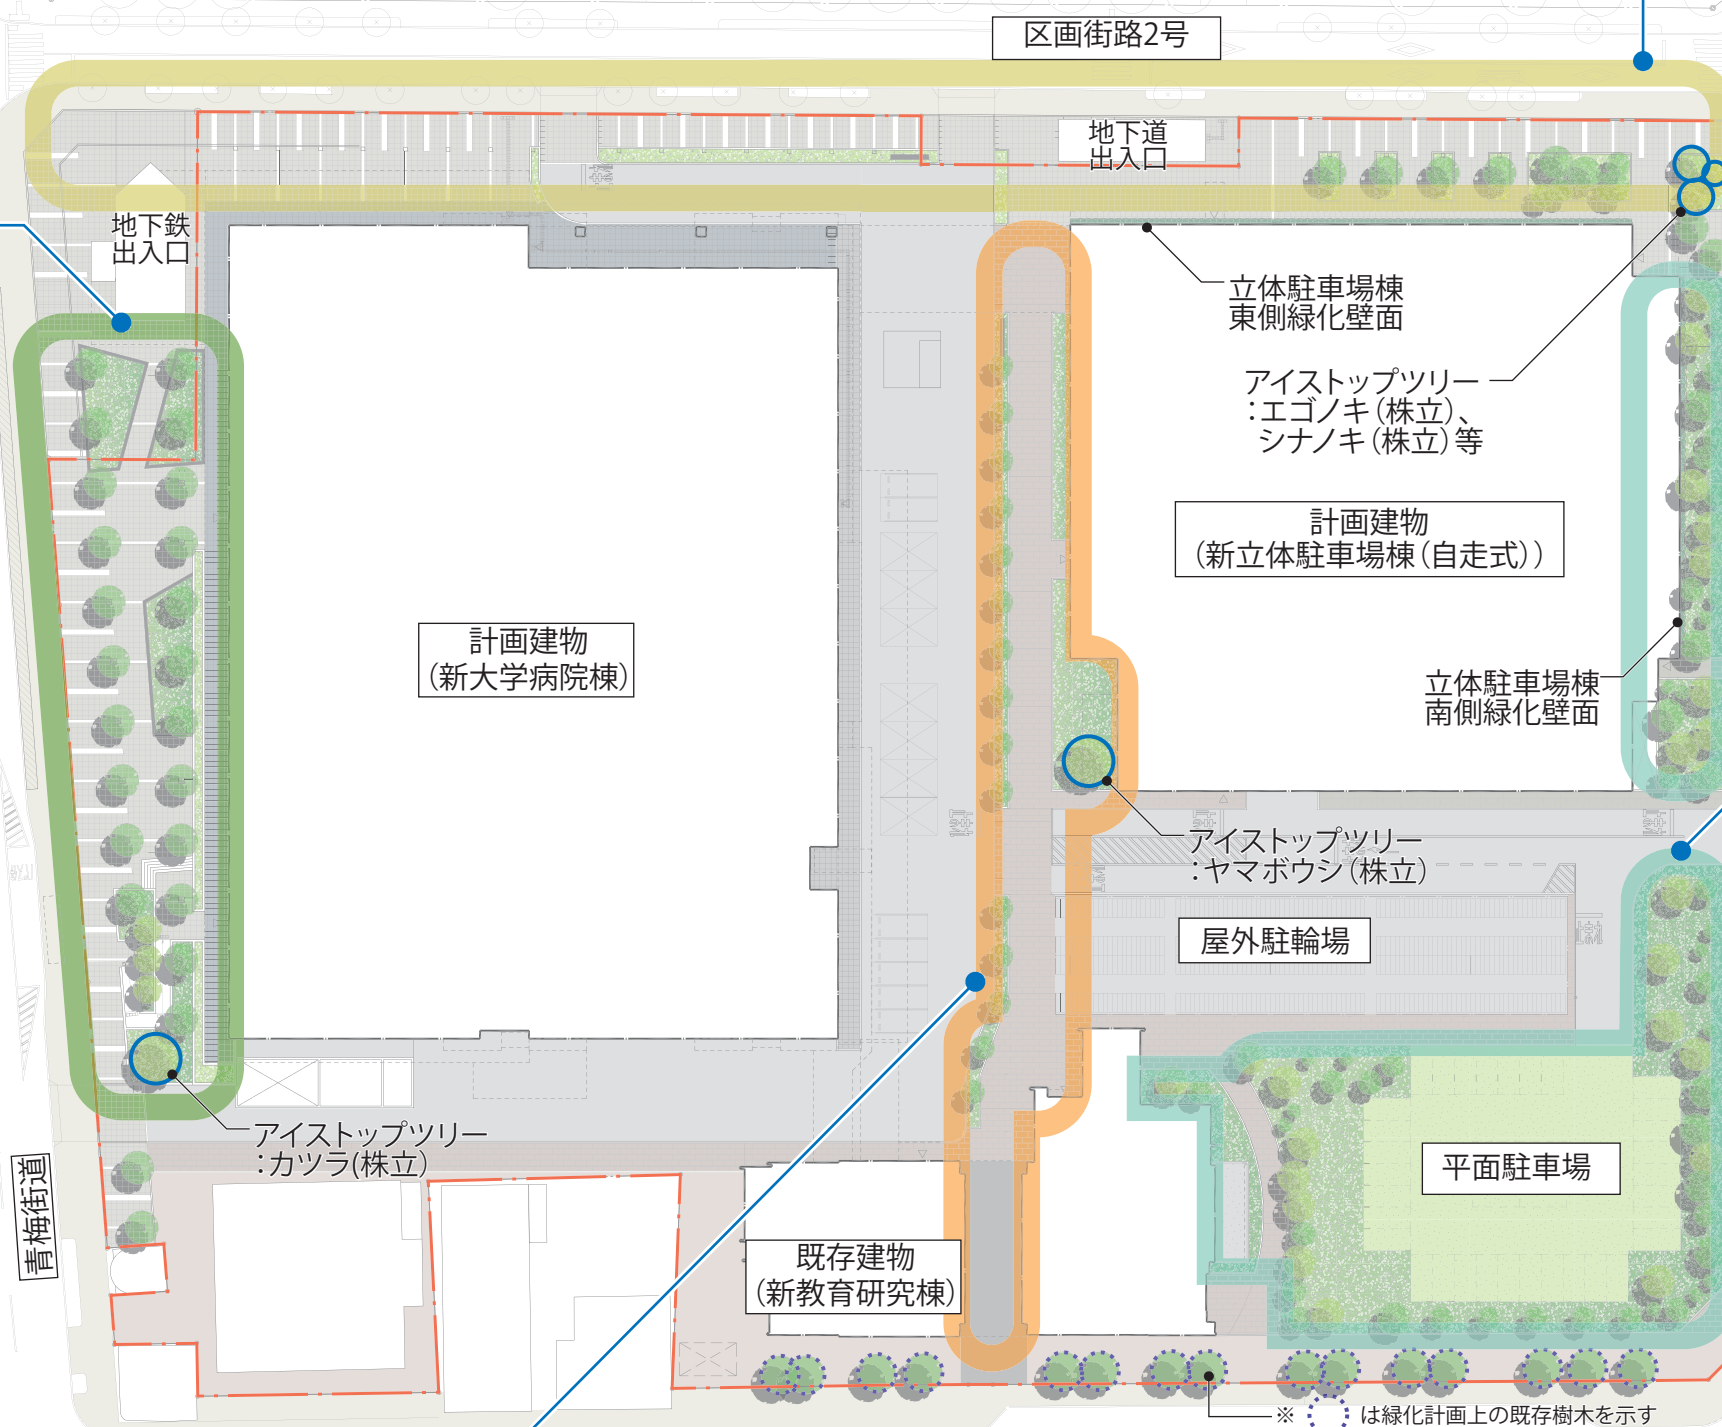 区画街路2号
地下道
出入口
地下鉄
出入口
立体駐車場棟
東側緑化壁面
アイストップツリー
：エゴノキ（株立）、
シナノキ（株立）等
計画建物
（新立体駐車場棟（自走式））
計画建物
（新大学病院棟）
立体駐車場棟
南側緑化壁面
アイストップツリー
：ヤマボウシ（株立）
屋外駐輪場
アイストップツリー
：カツラ(株立）
平面駐車場
青梅街道
既存建物
（新教育研究棟）
※ は緑化計画上の既存樹木を示す